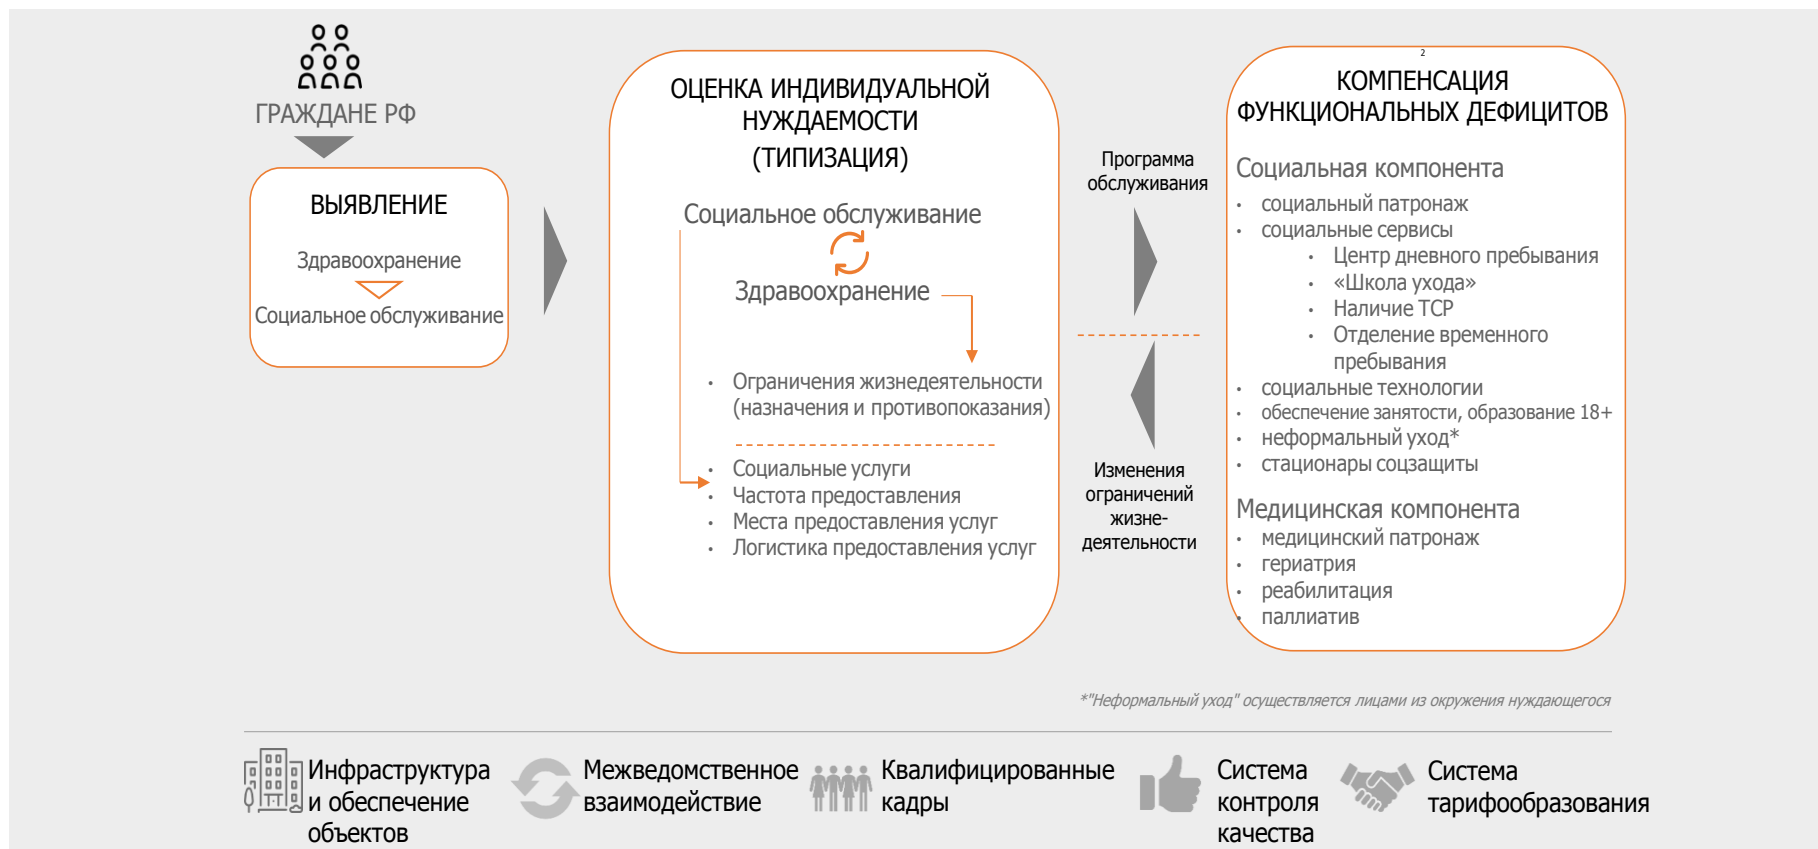 ГРАЖДАНЕ РФ
ВЫЯВЛЕНИЕ
Здравоохранение
Социальное обслуживание
ОЦЕНКА ИНДИВИДУАЛЬНОЙ
НУЖДАЕМОСТИ
(ТИПИЗАЦИЯ)
Социальное обслуживание
Здравоохранение
• Ограничения жизнедеятельности
(назначения и противопоказания)
• Социальные услуги
• Частота предоставления
• Места предоставления услуг
• Логистика предоставления услуг
Программа
обслуживания
Изменения
ограничений
жизне-
деятельности
2
КОМПЕНСАЦИЯ
ФУНКЦИОНАЛЬНЫХ ДЕФИЦИТОВ
Социальная компонента
• социальный патронаж
• социальные сервисы
• Центр дневного пребывания
• «Школа ухода»
• Наличие ТСР
• Отделение временного
пребывания
• социальные технологии
• обеспечение занятости, образование 18+
• неформальный уход*
• стационары соцзащиты
Медицинская компонента
• медицинский патронаж
• гериатрия
• реабилитация
• паллиатив
*"Неформальный уход" осуществляется лицами из окружения нуждающегося
Инфраструктура
и обеспечение
объектов
Межведомственное
взаимодействие
Квалифицированные
кадры
Система
контроля
качества
Система
тарифообразования